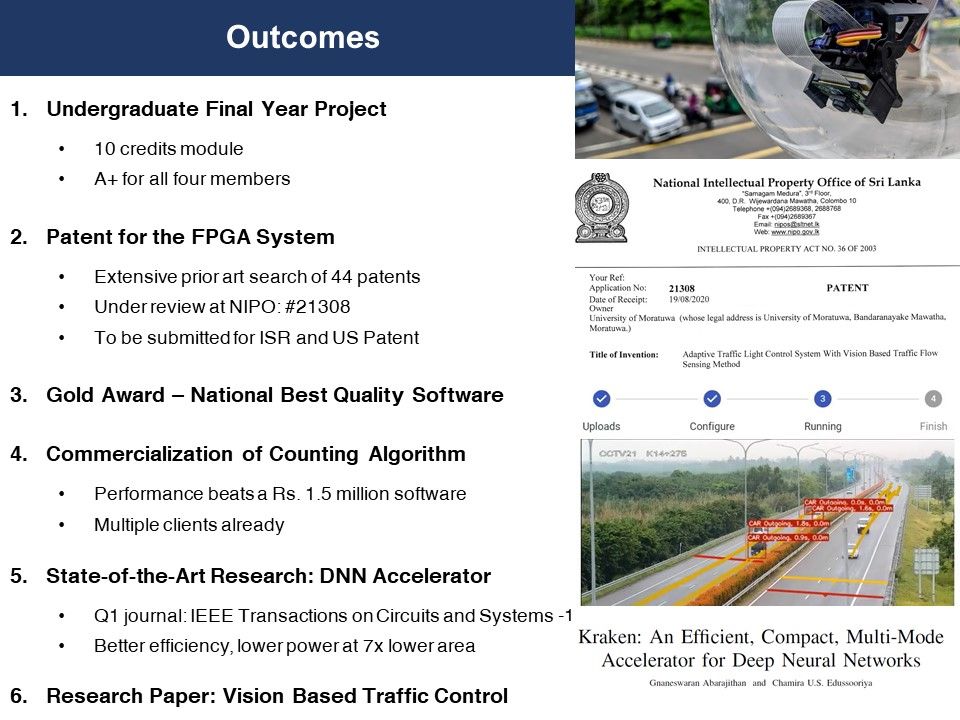 Outcomes
1. Undergraduate Final Year Project
• 10 credits module
• A+ for all four members
2. Patent for the FPGA System
• Extensive prior art search of 44 patents
• Under review at NIPO: #21308
• To be submitted for ISR and US Patent
3. Gold Award – National Best Quality Software
4. Commercialization of Counting Algorithm
• Performance beats a Rs. 1.5 million software
• Multiple clients already
5. State-of-the-Art Research: DNN Accelerator
• Q1 journal: IEEE Transactions on Circuits and Systems -1
• Better efficiency, lower power at 7x lower area
6. Research Paper: Vision Based Traffic Control
National Intellectual Property Office of Sri Lanka
"Samagam Medura", 3rd Floor,
400, D.R. Wijewardana Mawatha, Colombo 10
Telephone +(094)2689368, 2688768
Fax +(094)2689367
Email: nipos@sltnet.lk
Web: www.nipo.gov.lk
INTELLECTUAL PROPERTY ACT NO. 36 OF 2003
Your Ref:
Application No: 21308 PATENT
Date of Receipt: 19/08/2020
Owner
University of Moratuwa (whose legal address is University of Moratuwa, Bandaranayake Mawatha,
Moratuwa.)
Title of Invention: Adaptive Traffic Light Control System With Vision Based Traffic Flow
Sensing Method
3 4
Uploads Configure Running Finish
CCTV21 K14+275
CAR Outgoing, 0.0s, 0.0m
CAR Outgoing, 1.6s, 0.0m
CAR Outgoing, 1.8s, 0.0m
CAR Outgoing, 0.9s, 0.0m
Kraken: An Efficient, Compact, Multi-Mode
Accelerator for Deep Neural Networks
Gnaneswaran Abarajithan and Chamira U.S. Edussooriya